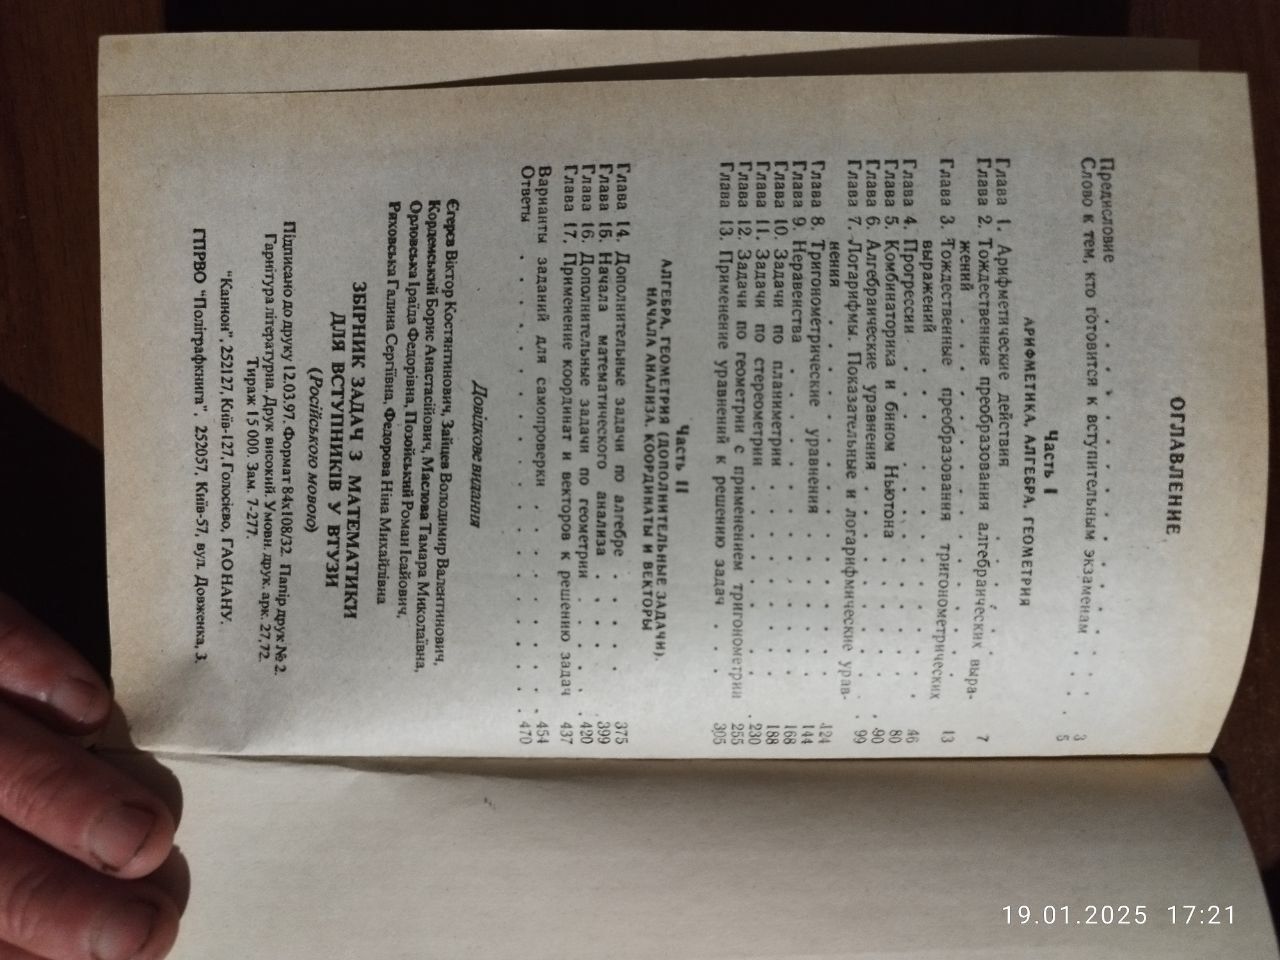 ОГЛАВЛЕНИЕ
Предисловие . . . . . . . . . . . . . 3
Слово к тем, кто готовится к вступительным экзаменам . . . . 5
Часть I
АРИФМЕТИКА, АЛГЕБРА, ГЕОМЕТРИЯ
Глава 1. Арифметические действия . . . . 7
Глава 2. Тождественные преобразования алгебраических выра-
жений . . . . . . . . . . . . . 13
Глава 3. Тождественные преобразования тригонометрических
выражений . . . . . . . . . . . . 46
Глава 4. Прогрессии . . . . . . . . . . 80
Глава 5. Комбинаторика и бином Ньютона . . . . 90
Глава 6. Алгебраические уравнения . . . . . . 99
Глава 7. Логарифмы. Показательные и логарифмические урав-
нения . . . . . . . . . . . . . 124
Глава 8. Тригонометрические уравнения . . . . . 144
Глава 9. Неравенства . . . . . . . . . . 168
Глава 10. Задачи по планиметрии . . . . . . 188
Глава 11. Задачи по стереометрии . . . . . . 230
Глава 12. Задачи по геометрии с применением тригонометрии 255
Глава 13. Применение уравнений к решению задач . . . 305
Часть II
АЛГЕБРА, ГЕОМЕТРИЯ (ДОПОЛНИТЕЛЬНЫЕ ЗАДАЧИ).
НАЧАЛА АНАЛИЗА. КООРДИНАТЫ И ВЕКТОРЫ
Глава 14. Дополнительные задачи по алгебре . . . . 375
Глава 15. Начала математического анализа . . . . 399
Глава 16. Дополнительные задачи по геометрии . . . . 420
Глава 17. Применение координат и векторов к решению задач 437
Варианты заданий для самопроверки . . . . . . 454
Ответы . . . . . . . . . . . . . . 470
Довідкове видання
Єгерєв Віктор Костянтинович, Зайцев Володимир Валентинович,
Кордемський Борис Анастасійович, Маслова Тамара Миколаївна,
Орловська Іраїда Федорівна, Позойський Роман Ісайович,
Ряховська Галина Сергіївна, Федорова Ніна Михайлівна
ЗБІРНИК ЗАДАЧ З МАТЕМАТИКИ
ДЛЯ ВСТУПНИКІВ У ВТУЗИ
(Російською мовою)
Підписано до друку 12.03.97. Формат 84x108/32. Папір друк № 2.
Гарнітура літературна. Друк високий. Умовн. друк. арк. 27,72.
Тираж 15 000. Зам. 7-277.
"Каннон", 252127, Київ-127, Голосієво, ГАО НАНУ.
ГПРВО "Поліграфкнига", 252057, Київ-57, вул. Довженка, 3.
19.01.2025 17:21